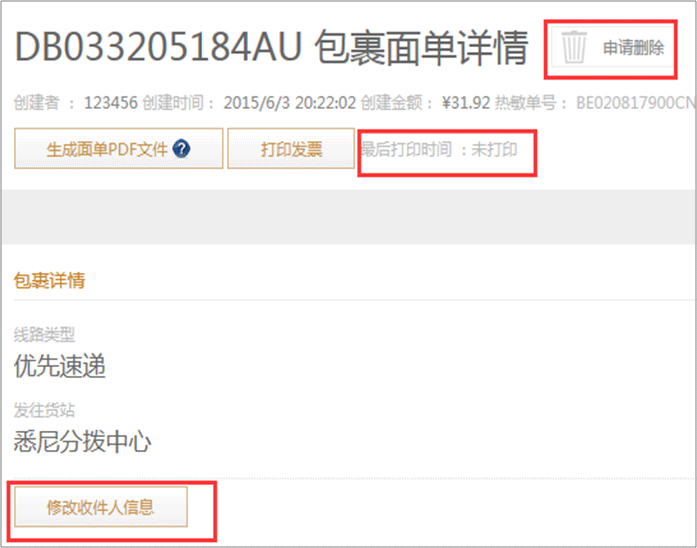 DB033205184AU 包裹面单详情 申请删除
创建者 ： 123456 创建时间： 2015/6/3 20:22:02 创建金额： ¥31.92 热敏单号： BE020817900CN
生成面单PDF文件 ? 打印发票 最后打印时间 ：未打印
包裹详情
线路类型
优先速递
发往货站
悉尼分拨中心
修改收件人信息